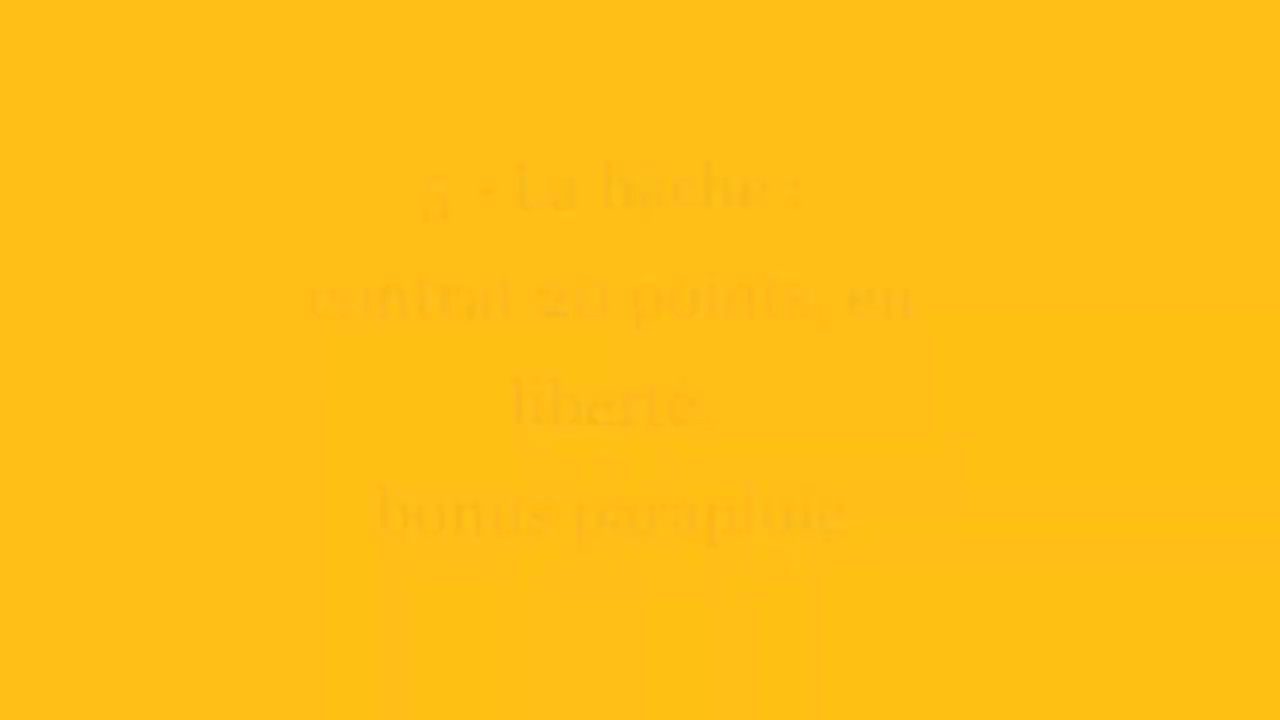 5 - La hache :
contrat 20 points, en
liberté.
bonus parapluie